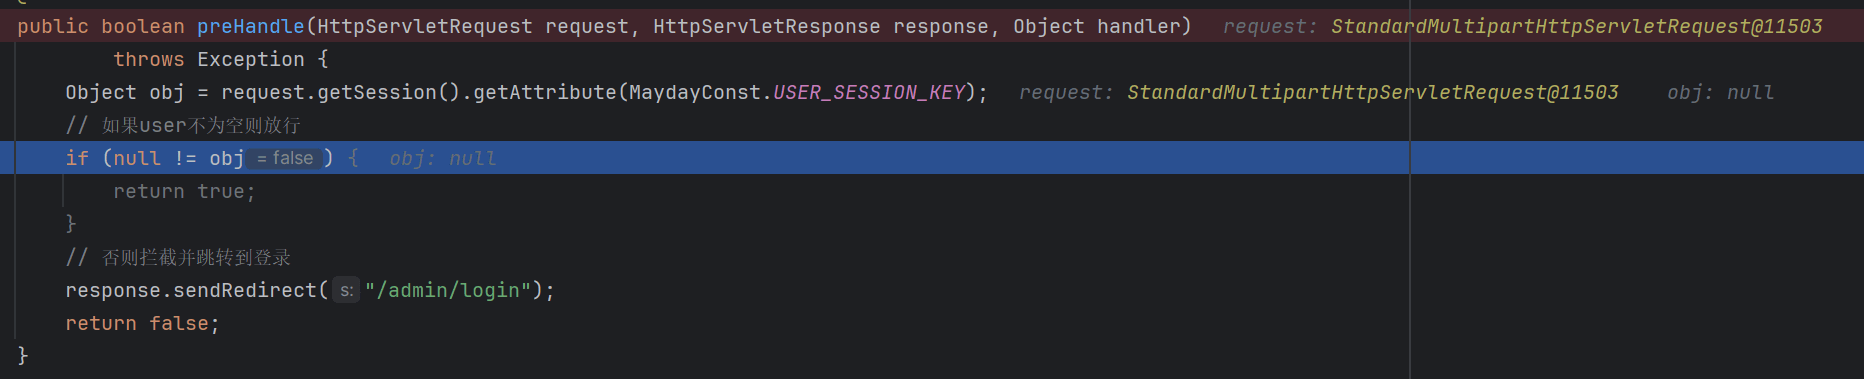 public boolean preHandle(HttpServletRequest request, HttpServletResponse response, Object handler)   request: StandardMultipartHttpServletRequest@11503
        throws Exception {
    Object obj = request.getSession().getAttribute(MaydayConst.USER_SESSION_KEY);   request: StandardMultipartHttpServletRequest@11503    obj: null
    // 如果user不为空则放行
    if (null != obj = false ) {   obj: null
        return true;
    }
    // 否则拦截并跳转到登录
    response.sendRedirect( s: "/admin/login");
    return false;
}